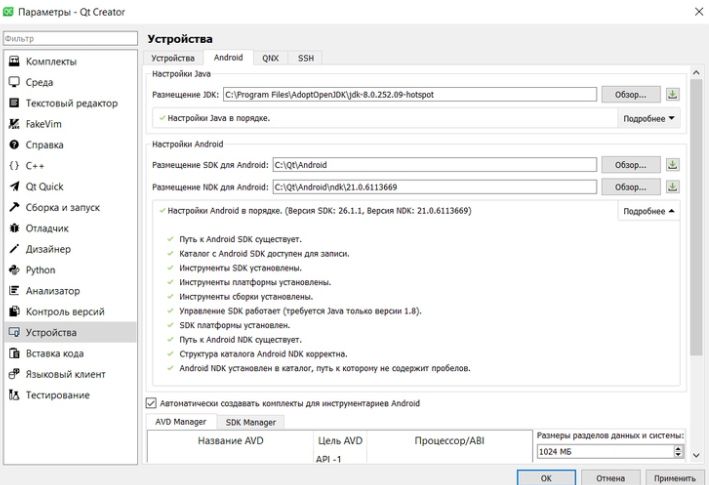 Параметры - Qt Creator
Фильтр
Комплекты
Среда
Текстовый редактор
FakeVim
Справка
{} C++
Qt Quick
Сборка и запуск
Отладчик
Дизайнер
Python
Анализатор
Контроль версий
Устройства
Вставка кода
Языковый клиент
Тестирование
Устройства
Устройства Android QNX SSH
Настройки Java
Размещение JDK: C:\Program Files\AdoptOpenJDK\jdk-8.0.252.09-hotspot Обзор...
Настройки Java в порядке. Подробнее
Настройки Android
Размещение SDK для Android: C:\Qt\Android Обзор...
Размещение NDK для Android: C:\Qt\Android\ndk\21.0.6113669 Обзор...
Настройки Android в порядке. (Версия SDK: 26.1.1, Версия NDK: 21.0.6113669) Подробнее
Путь к Android SDK существует.
Каталог с Android SDK доступен для записи.
Инструменты SDK установлены.
Инструменты платформы установлены.
Инструменты сборки установлены.
Управление SDK работает (требуется Java только версии 1.8).
SDK платформы установлен.
Путь к Android NDK существует.
Структура каталога Android NDK корректна.
Android NDK установлен в каталог, путь к которому не содержит пробелов.
Автоматически создавать комплекты для инструментариев Android
AVD Manager SDK Manager
Название AVD Цель AVD Процессор/ABI
API -1
Размеры разделов данных и системы:
1024 МБ
ОК Отмена Применить